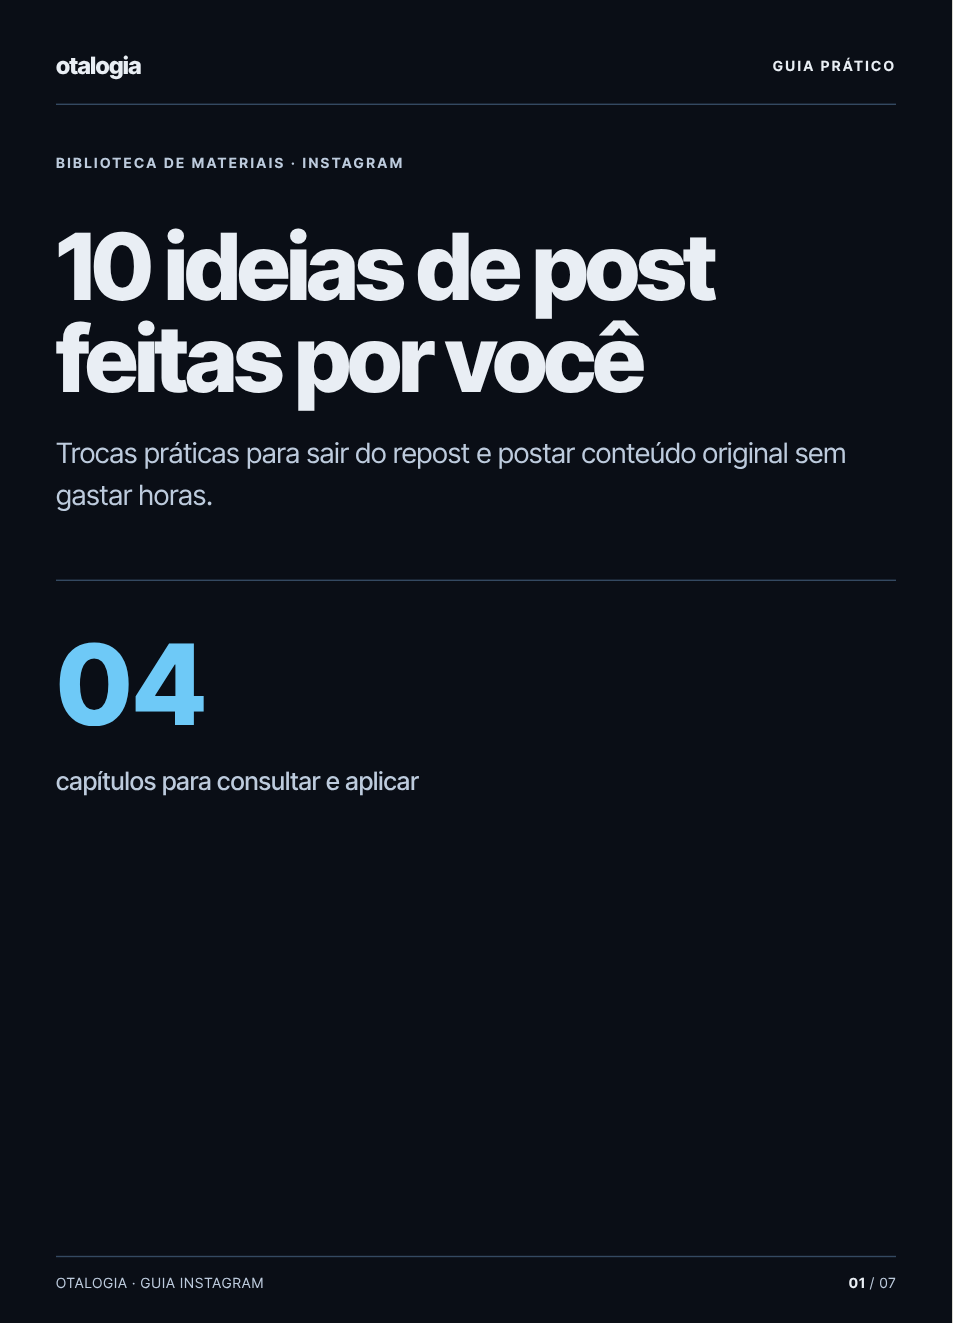 otalogia
GUIA PRÁTICO
BIBLIOTECA DE MATERIAIS · INSTAGRAM
10 ideias de post
feitas por você
Trocas práticas para sair do repost e postar conteúdo original sem
gastar horas.
04
capítulos para consultar e aplicar
OTALOGIA · GUIA INSTAGRAM
01 / 07